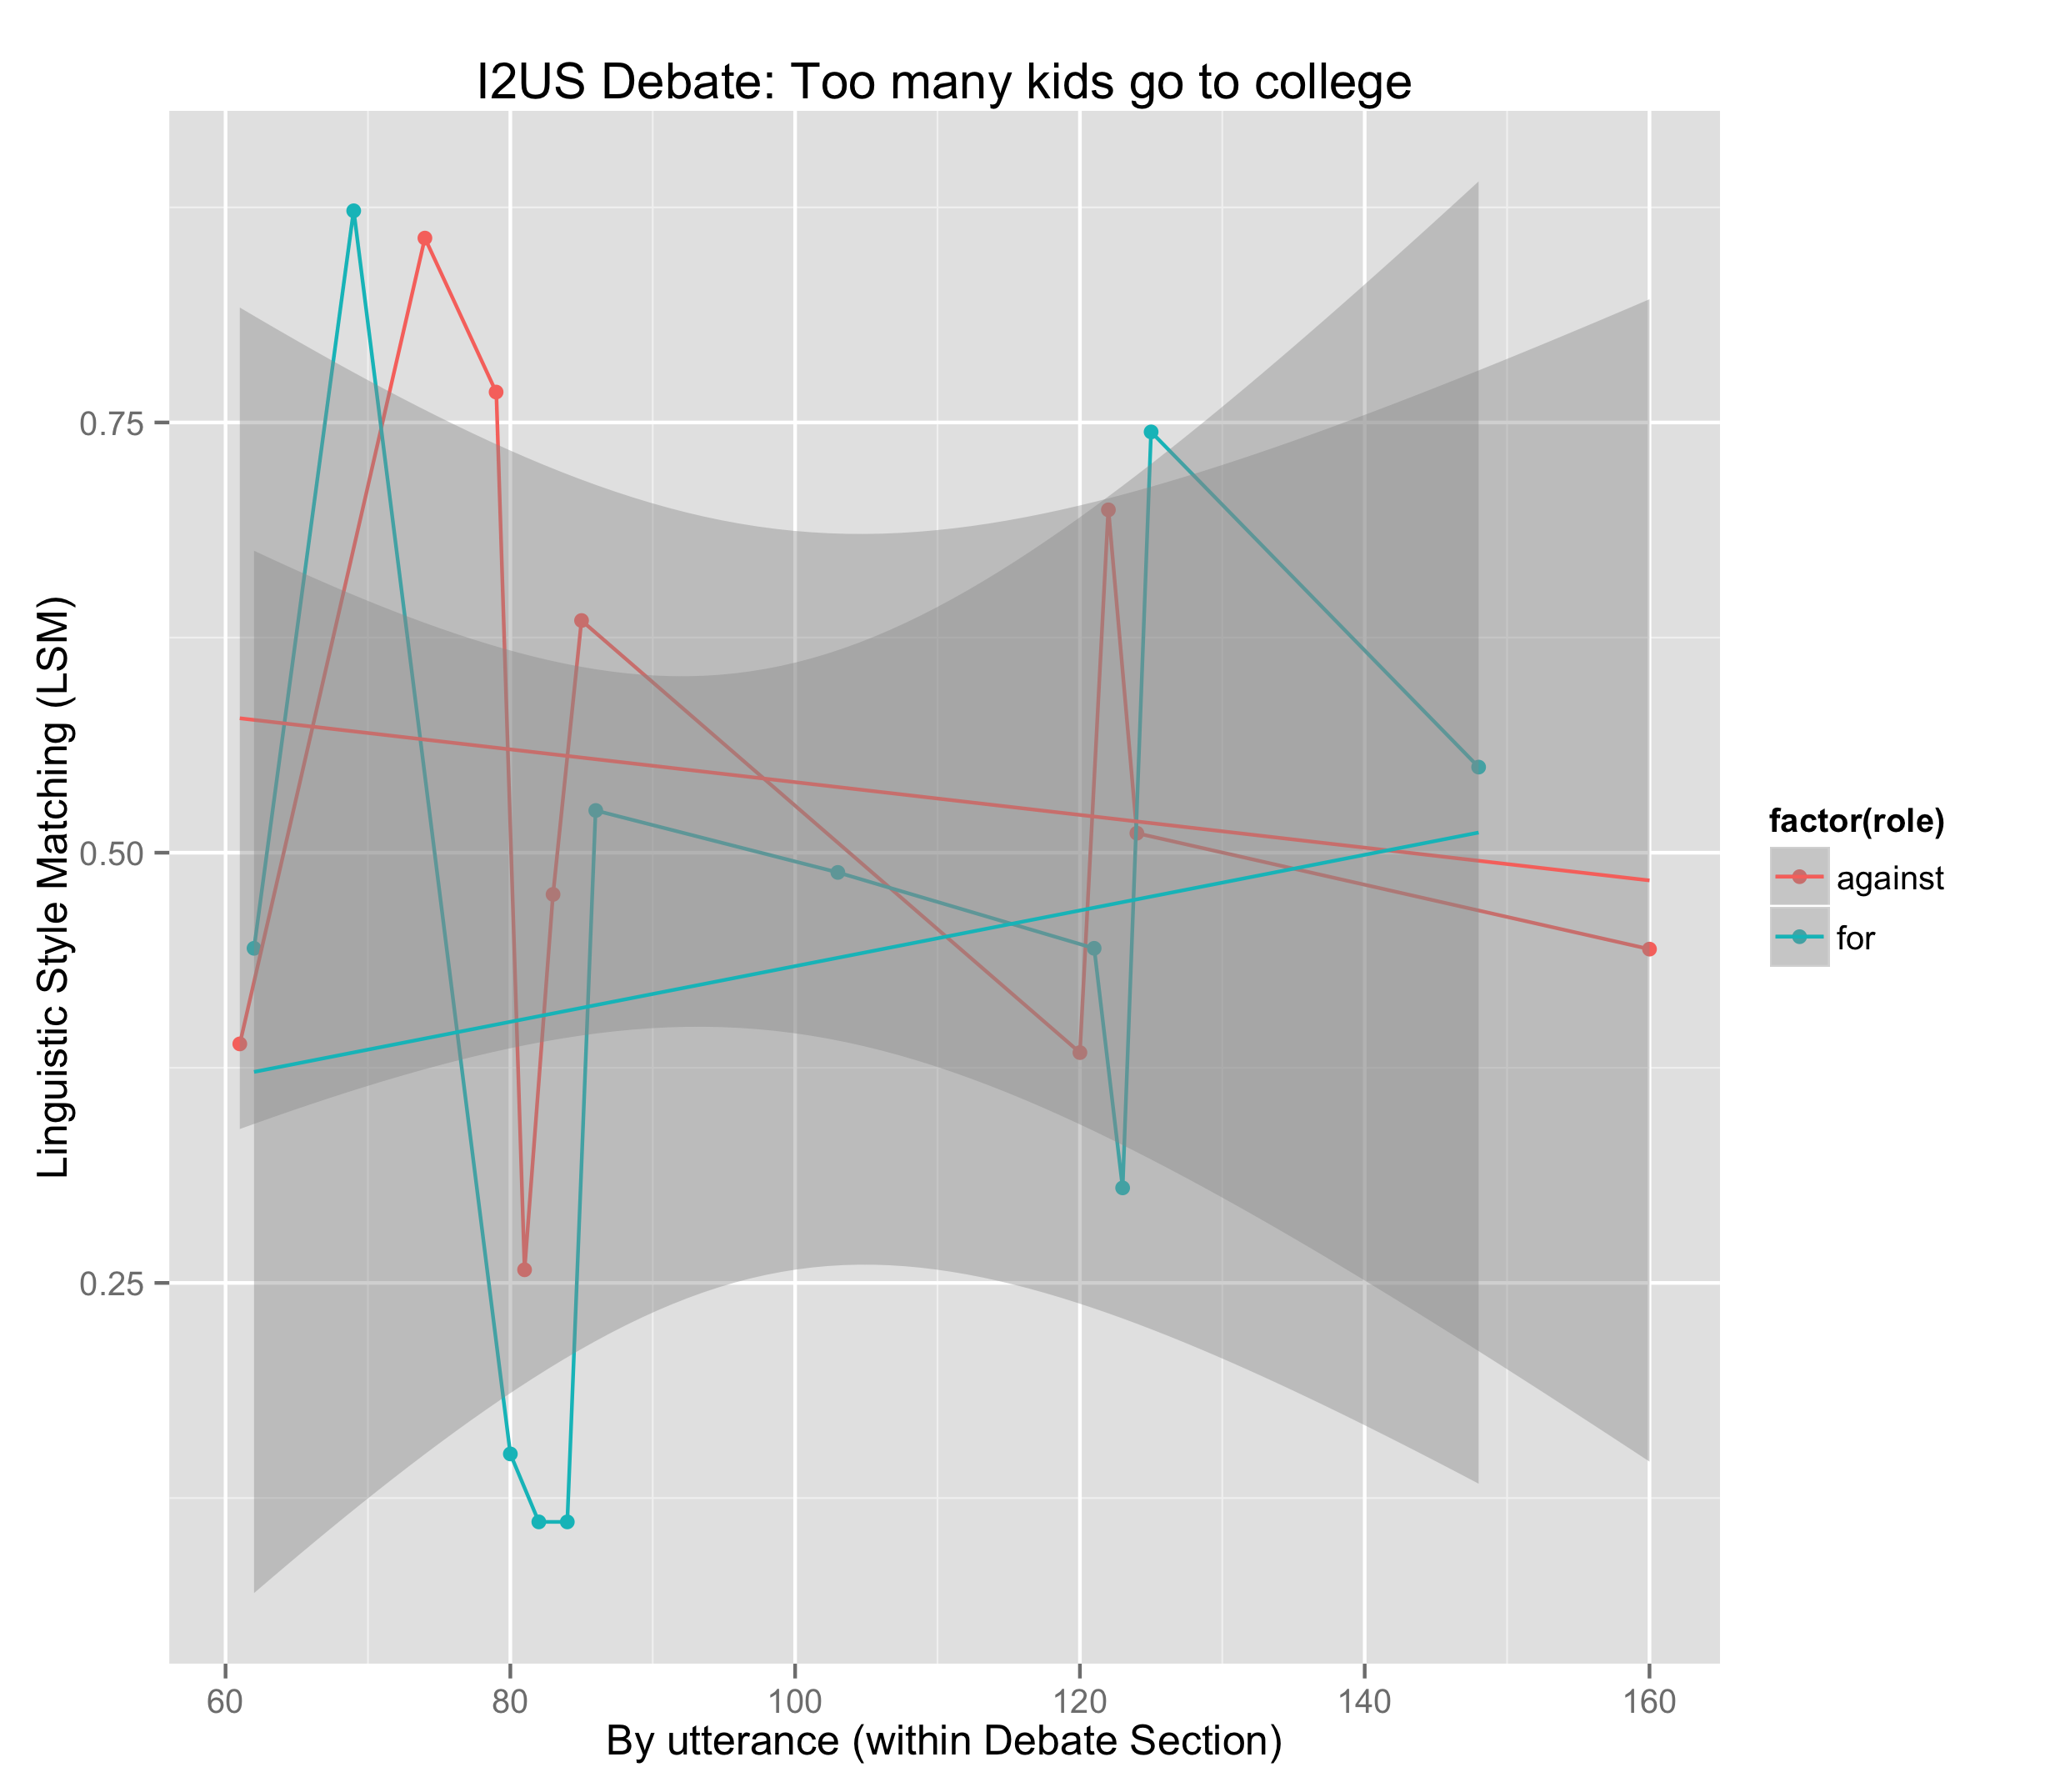 I2US Debate: Too many kids go to college
Linguistic Style Matching (LSM)
0.75
0.50
0.25
60 80 100 120 140 160
By utterance (within Debate Section)
factor(role)
against
for